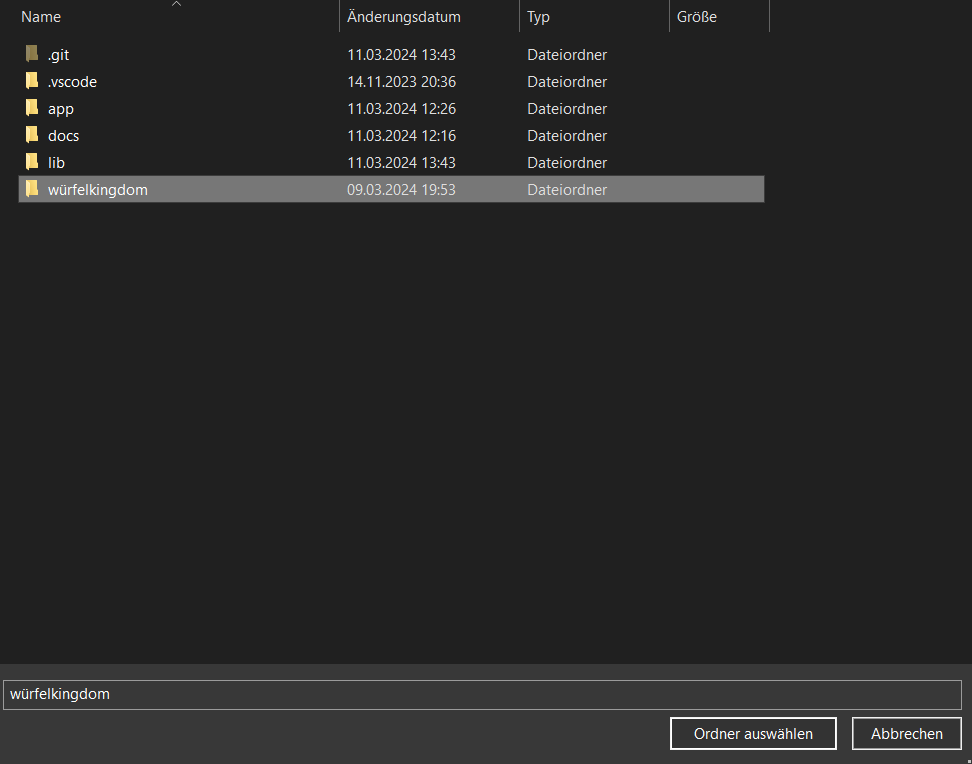 Name Änderungsdatum Typ Größe
.git 11.03.2024 13:43 Dateiordner
.vscode 14.11.2023 20:36 Dateiordner
app 11.03.2024 12:26 Dateiordner
docs 11.03.2024 12:16 Dateiordner
lib 11.03.2024 13:43 Dateiordner
würfelkingdom 09.03.2024 19:53 Dateiordner
würfelkingdom
Ordner auswählen Abbrechen